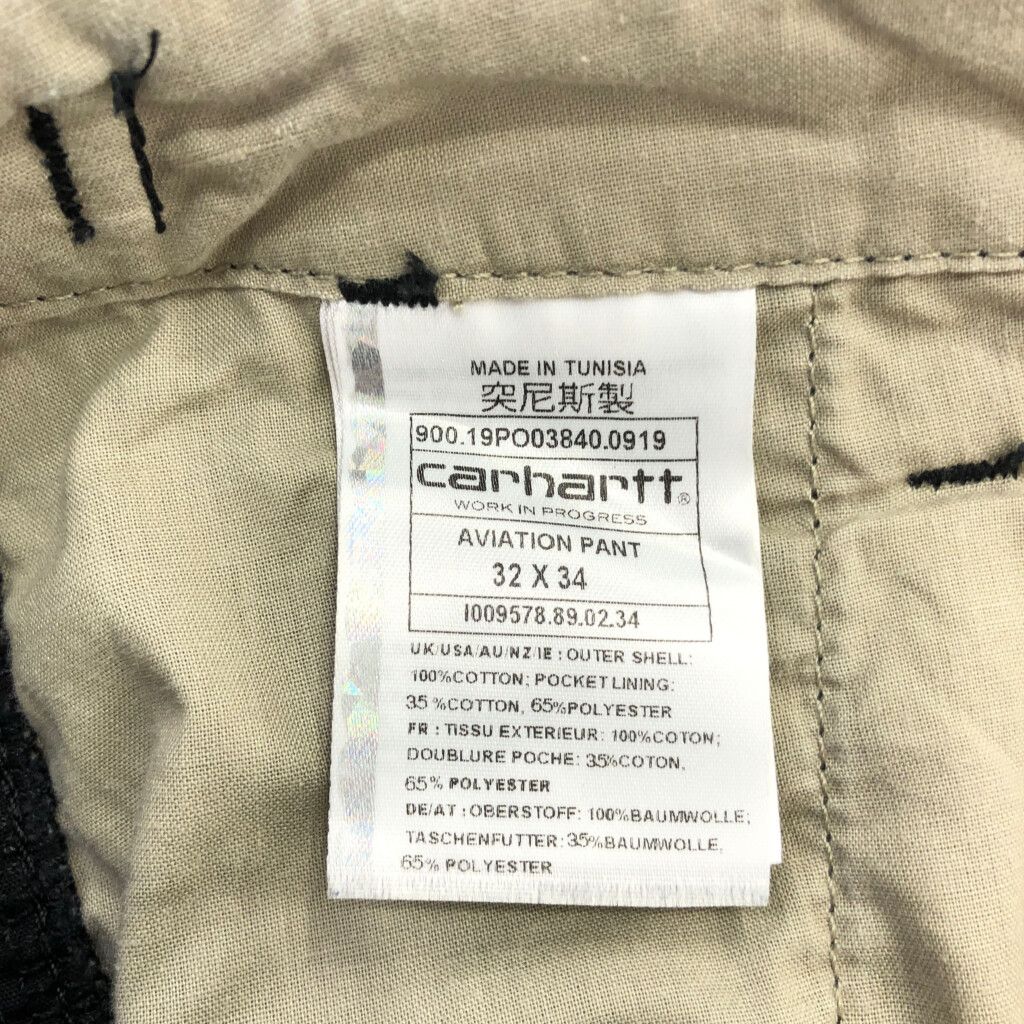 MADE IN TUNISIA
突尼斯製
900.19PO03840.0919
carhartt®
WORK IN PROGRESS
AVIATION PANT
32 X 34
I009578.89.02.34
UK/USA/AU/NZ/IE : OUTER SHELL:
100%COTTON; POCKET LINING:
35 %COTTON, 65%POLYESTER
FR : TISSU EXTERIEUR: 100%COTON;
DOUBLURE POCHE: 35%COTON,
65% POLYESTER
DE/AT : OBERSTOFF: 100%BAUMWOLLE;
TASCHENFUTTER: 35%BAUMWOLLE,
65% POLYESTER